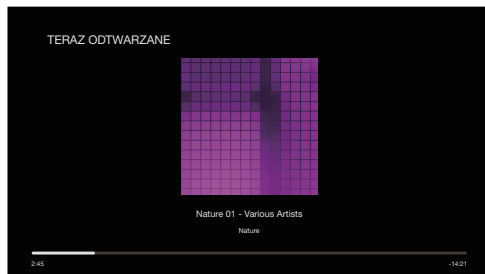 TERAZ ODTWARZANE
Nature 01 - Various Artists
Nature
2:45
-14:21